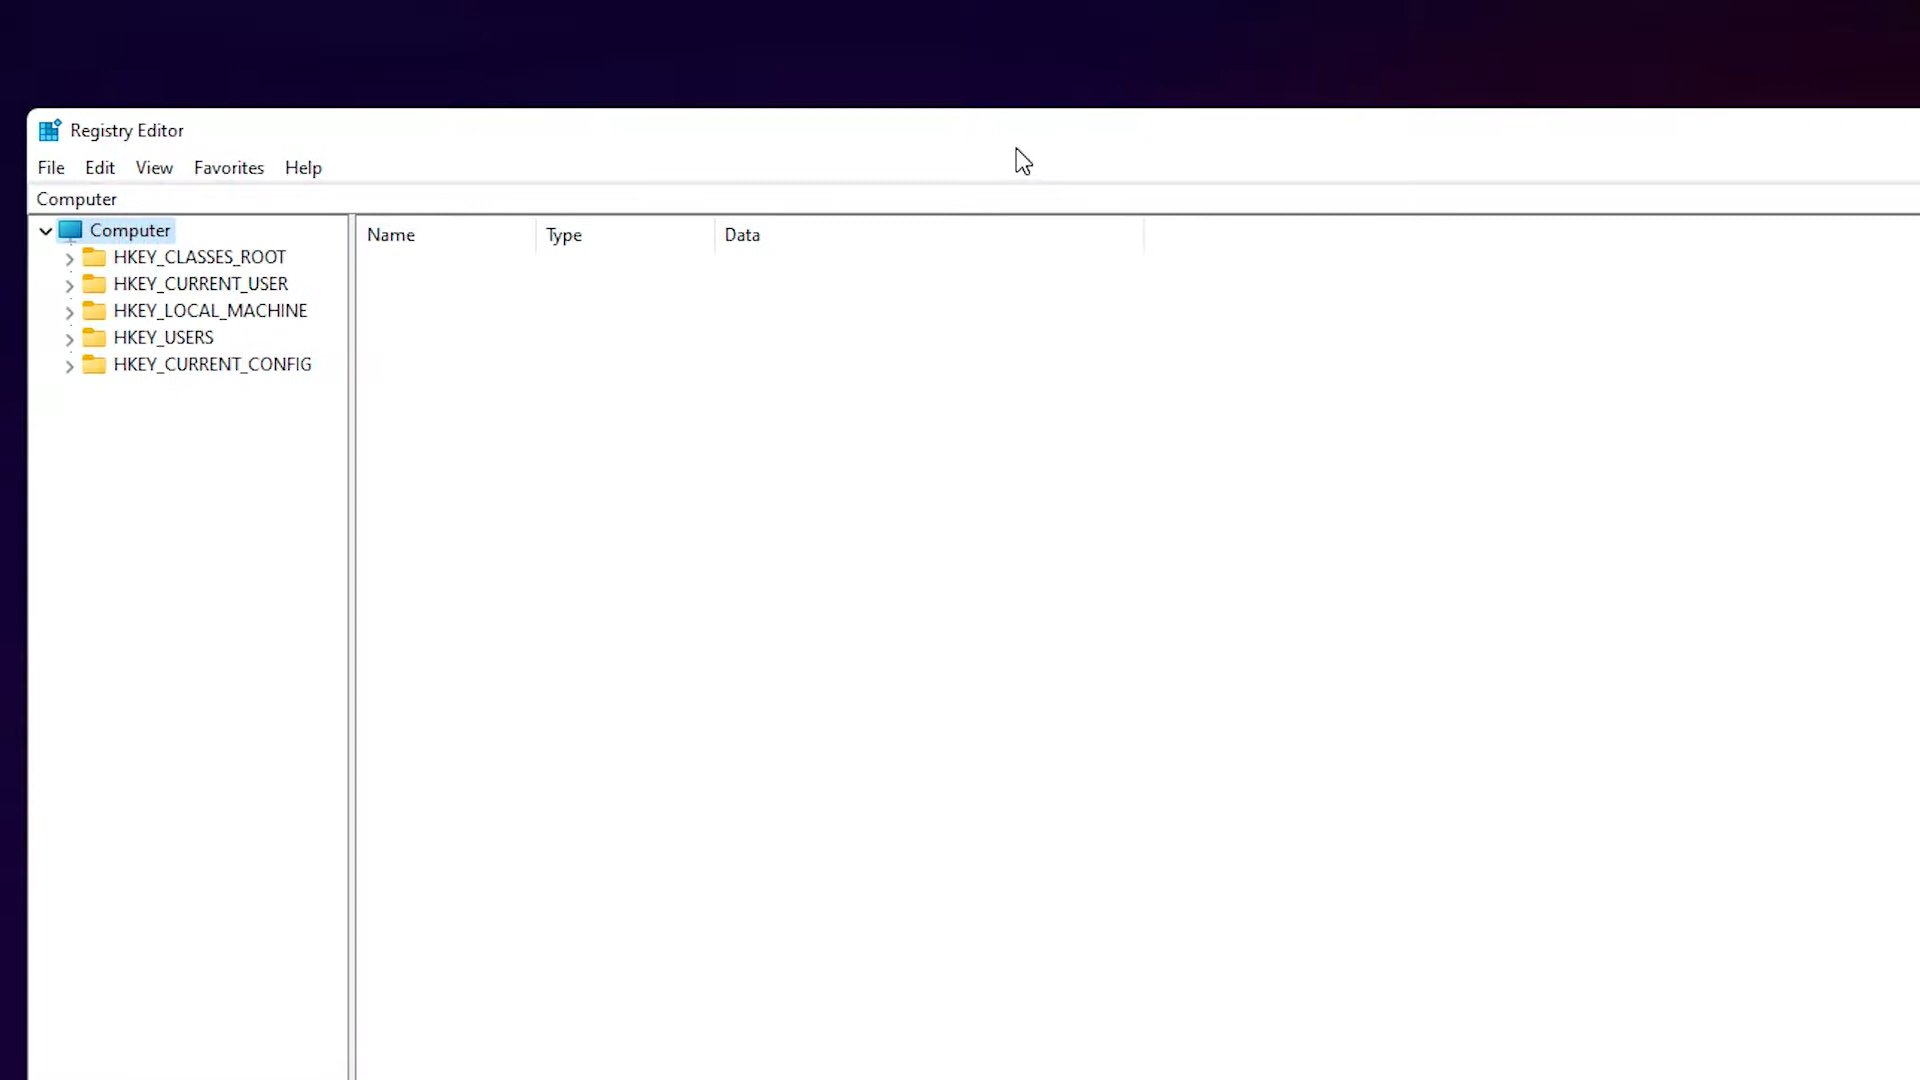 Registry Editor
File Edit View Favorites Help
Computer
Computer
HKEY_CLASSES_ROOT
HKEY_CURRENT_USER
HKEY_LOCAL_MACHINE
HKEY_USERS
HKEY_CURRENT_CONFIG
Name Type Data